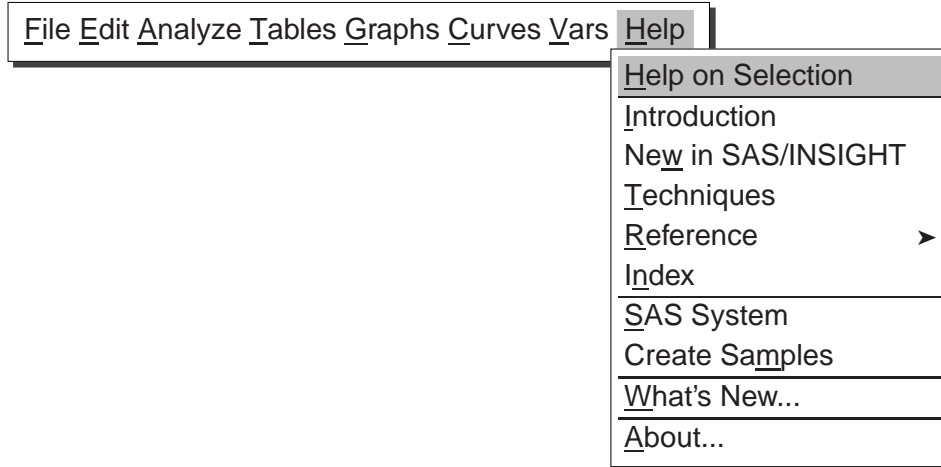 File Edit Analyze Tables Graphs Curves Vars Help
Help on Selection
Introduction
New in SAS/INSIGHT
Techniques
Reference ➤
Index
SAS System
Create Samples
What's New...
About...